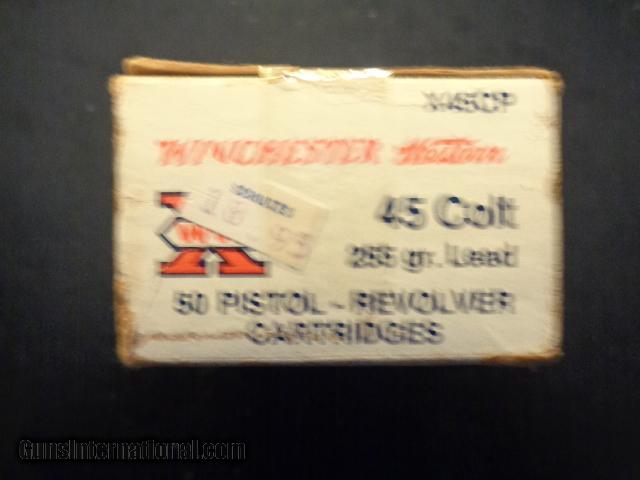 X45CP
WINCHESTER Western
X
45 Colt
255 gr. Lead
50 PISTOL - REVOLVER
CARTRIDGES
GunsInternational.com